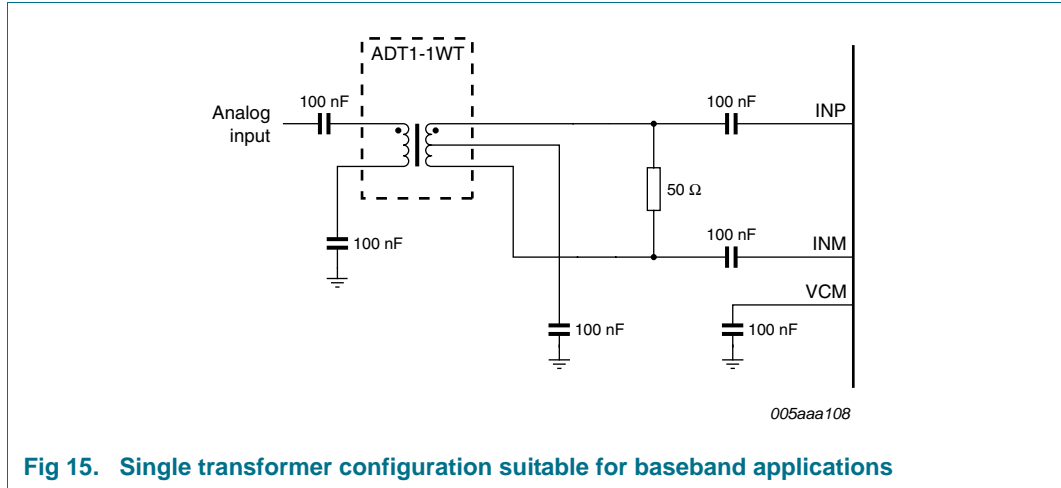 ADT1-1WT
100 nF
100 nF
INP
Analog
input
50 Ω
100 nF
INM
100 nF
VCM
100 nF
100 nF
005aaa108
Fig 15. Single transformer configuration suitable for baseband applications